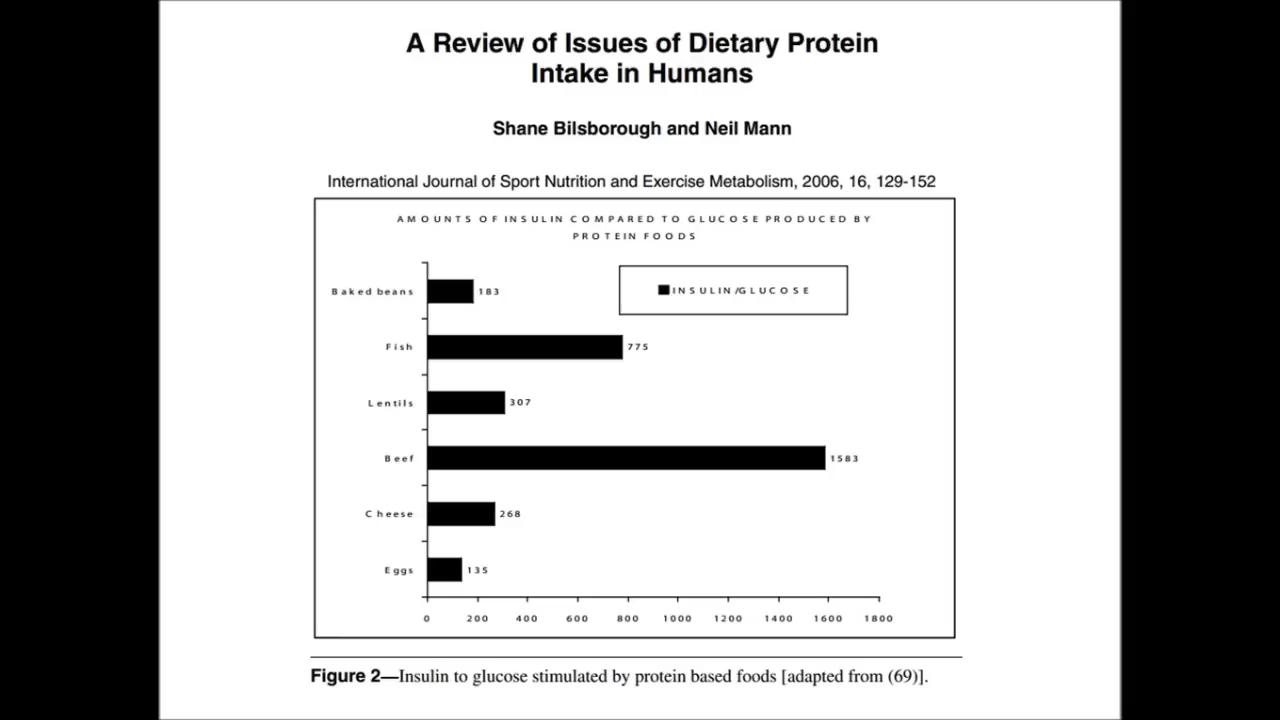 A Review of Issues of Dietary Protein
Intake in Humans
Shane Bilsborough and Neil Mann
International Journal of Sport Nutrition and Exercise Metabolism, 2006, 16, 129-152
AMOUNTS OF INSULIN COMPARED TO GLUCOSE PRODUCED BY
PROTEIN FOODS
INSULIN/GLUCOSE
Baked beans 183
Fish 775
Lentils 307
Beef 1583
Cheese 268
Eggs 135
0 200 400 600 800 1000 1200 1400 1600 1800
Figure 2—Insulin to glucose stimulated by protein based foods [adapted from (69)].